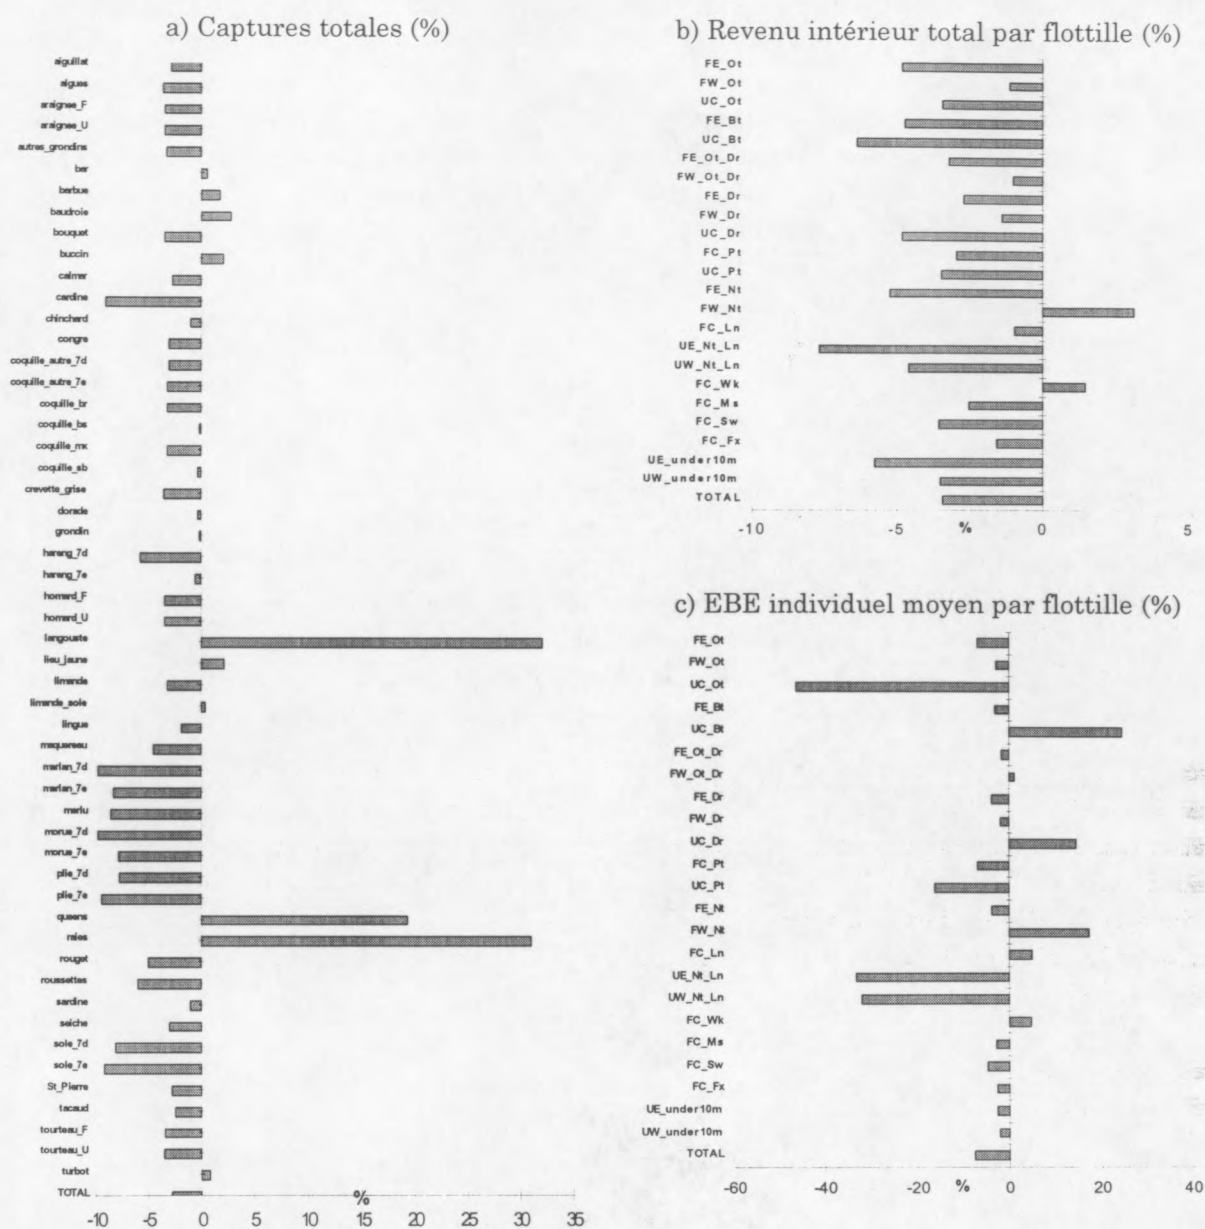 a) Captures totales (%)
aiguillat
algues
araignee_F
araignee_U
autres_grondins
bar
barbue
baudroie
bouquet
buccin
calmar
cardine
chinchard
congre
coquille_autre_7d
coquille_autre_7e
coquille_br
coquille_bs
coquille_mx
coquille_sb
crevette_grise
dorade
grondin
hareng_7d
hareng_7e
homard_F
homard_U
langouste
lieu_jaune
limande
limande_sole
lingue
maquereau
merlan_7d
merlan_7e
merlu
morue_7d
morue_7e
plie_7d
plie_7e
queens
raies
rouget
roussettes
sardine
seiche
sole_7d
sole_7e
St_Pierre
tacaud
tourteau_F
tourteau_U
turbot
TOTAL
%
-10 -5 0 5 10 15 20 25 30 35
b) Revenu intérieur total par flottille (%)
FE_Ot
FW_Ot
UC_Ot
FE_Bt
UC_Bt
FE_Ot_Dr
FW_Ot_Dr
FE_Dr
FW_Dr
UC_Dr
FC_Pt
UC_Pt
FE_Nt
FW_Nt
FC_Ln
UE_Nt_Ln
UW_Nt_Ln
FC_Wk
FC_Ms
FC_Sw
FC_Fx
UE_under10m
UW_under10m
TOTAL
-10 -5 % 0 5
c) EBE individuel moyen par flottille (%)
FE_Ot
FW_Ot
UC_Ot
FE_Bt
UC_Bt
FE_Ot_Dr
FW_Ot_Dr
FE_Dr
FW_Dr
UC_Dr
FC_Pt
UC_Pt
FE_Nt
FW_Nt
FC_Ln
UE_Nt_Ln
UW_Nt_Ln
FC_Wk
FC_Ms
FC_Sw
FC_Fx
UE_under10m
UW_under10m
TOTAL
-60 -40 -20 % 0 20 40